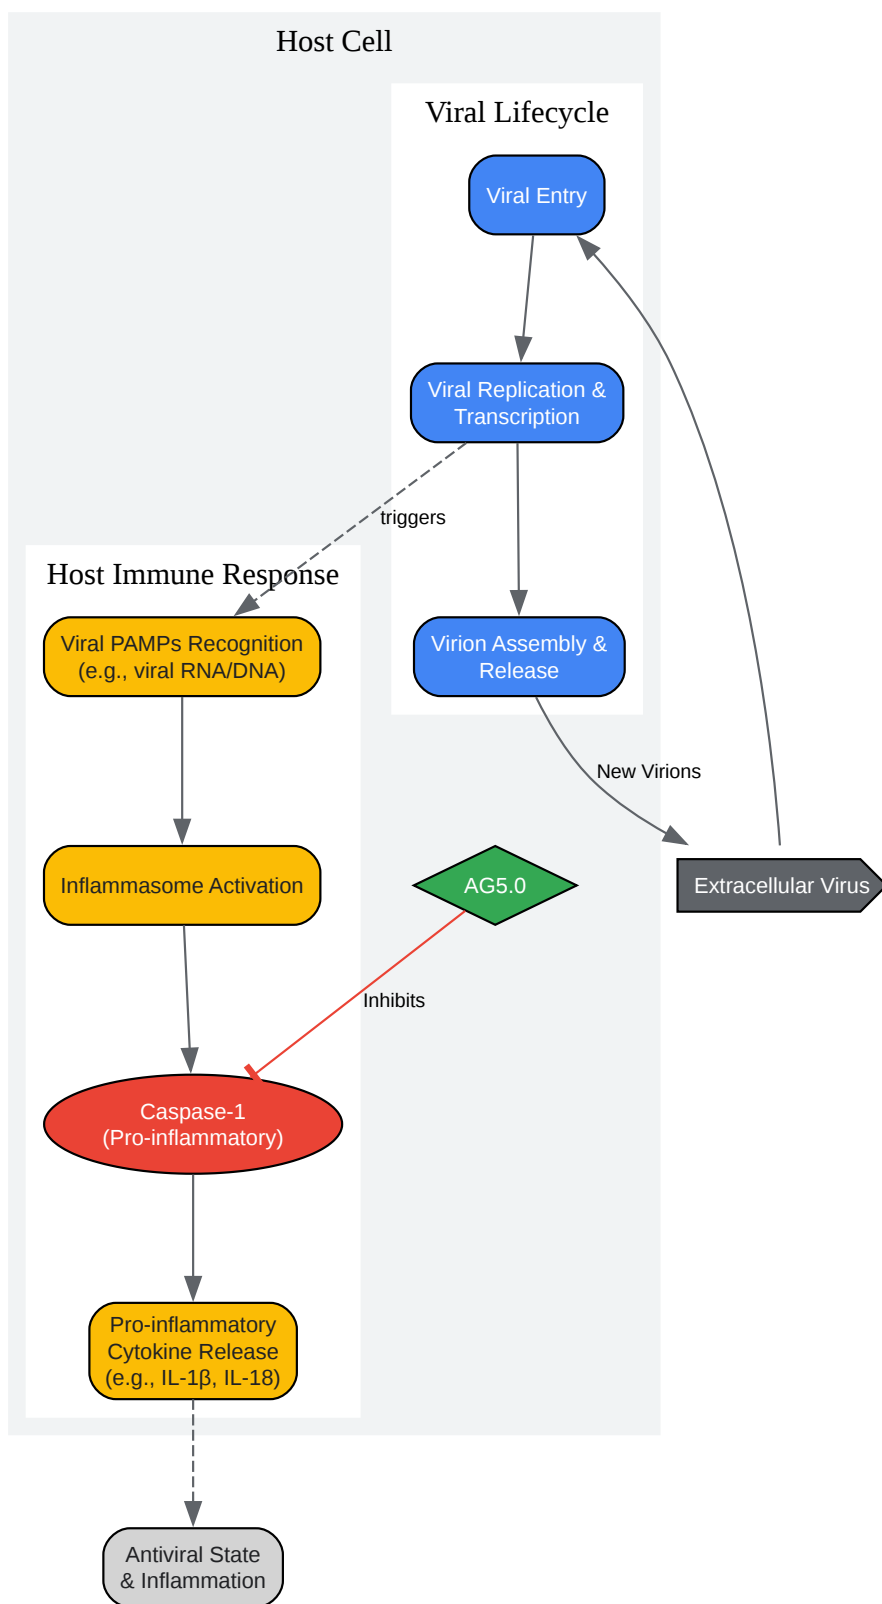 Host Cell
Viral Lifecycle
Viral Entry
Viral Replication &
Transcription
triggers
Host Immune Response
Viral PAMPs Recognition
(e.g., viral RNA/DNA)
Virion Assembly &
Release
New Virions
Inflammasome Activation
AG5.0
Extracellular Virus
Inhibits
Caspase-1
(Pro-inflammatory)
Pro-inflammatory
Cytokine Release
(e.g., IL-1β, IL-18)
Antiviral State
& Inflammation